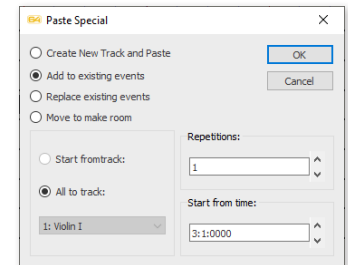 Paste Special
Create New Track and Paste
OK
Add to existing events
Cancel
Replace existing events
Move to make room
Repetitions:
Start fromtrack:
1
All to track:
Start from time:
1: Violin I
3:1:0000